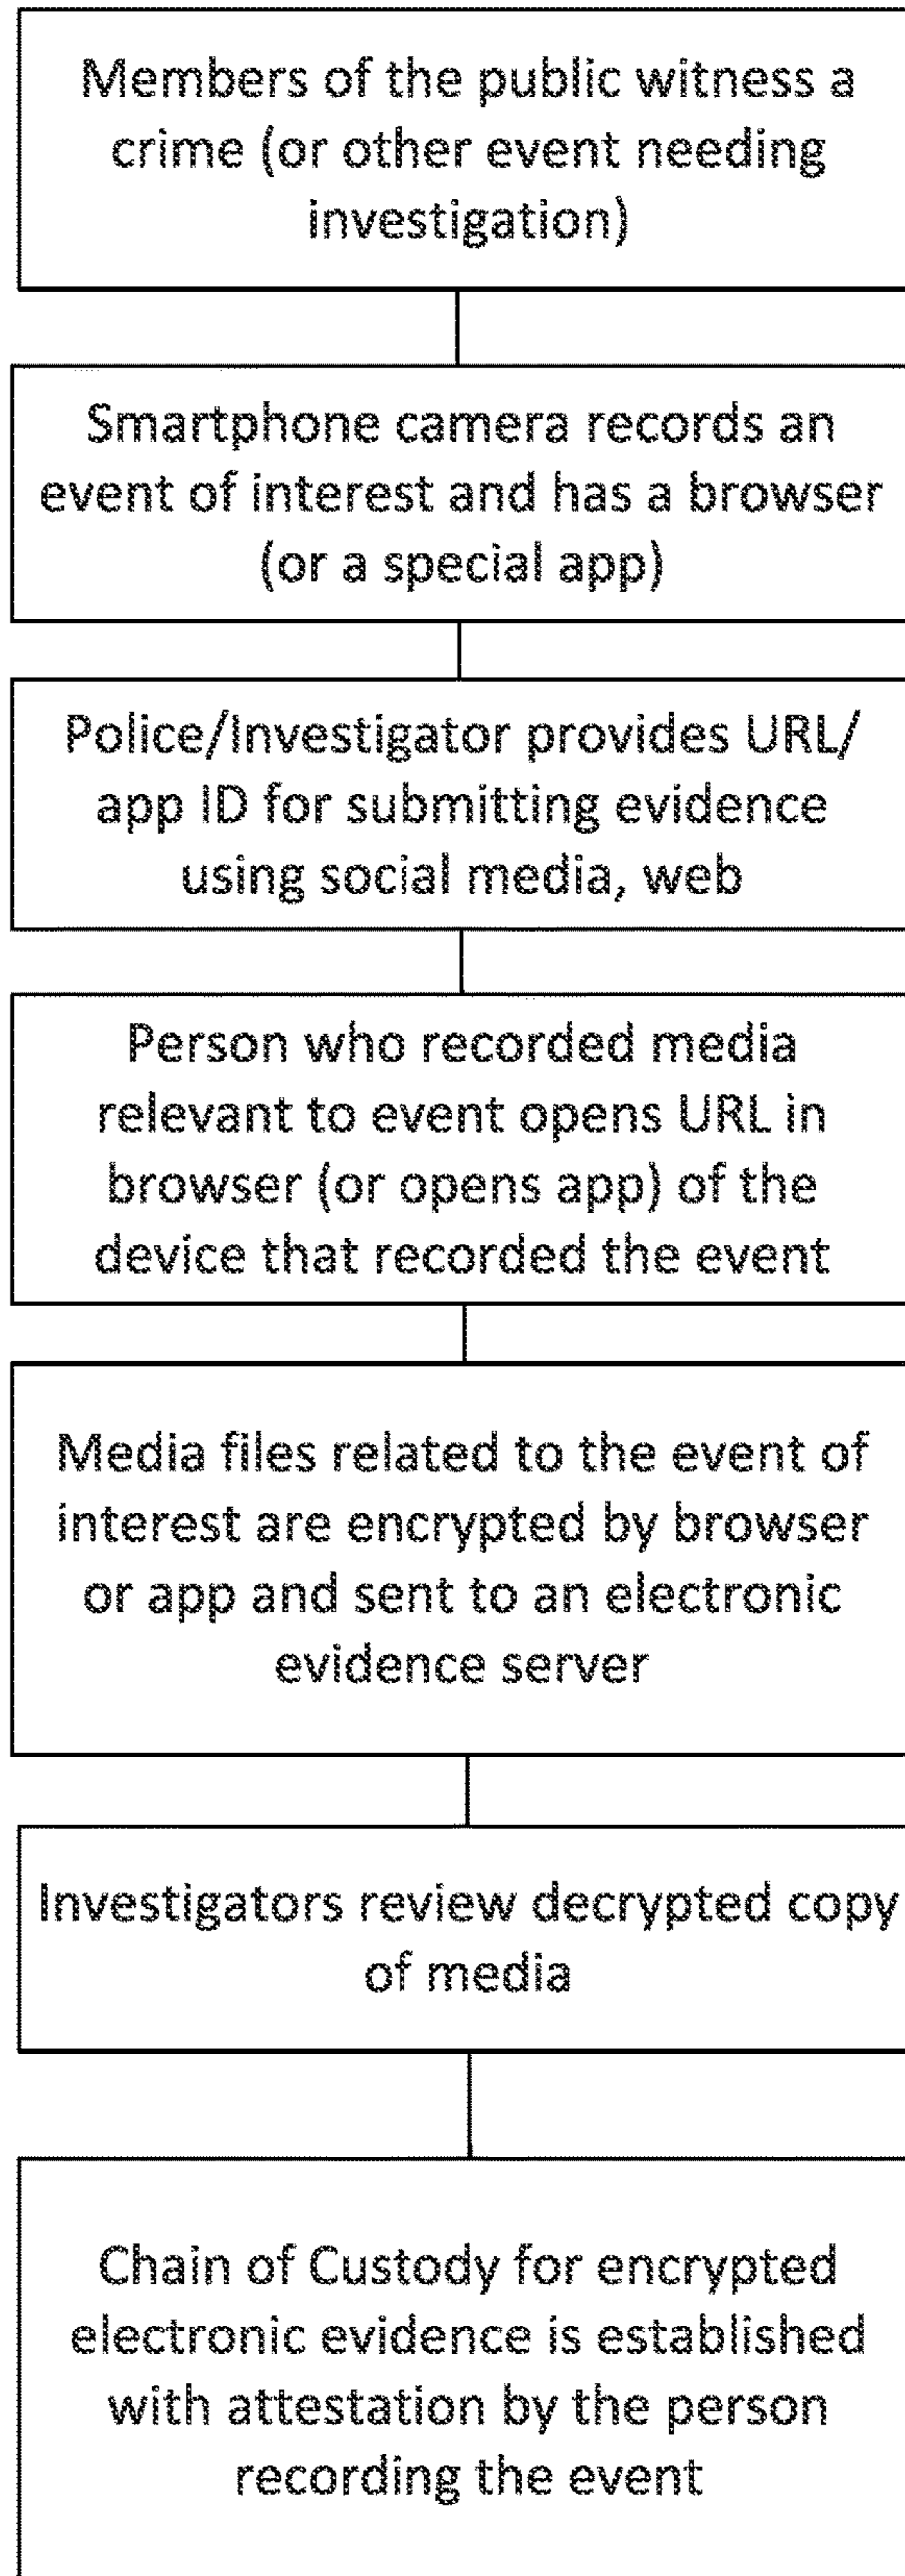 Members of the public witness a
crime (or other event needing
investigation)
Smartphone camera records an
event of interest and has a browser
(or a special app)
Police/Investigator provides URL/
app ID for submitting evidence
using social media, web
Person who recorded media
relevant to event opens URL in
browser (or opens app) of the
device that recorded the event
Media files related to the event of
interest are encrypted by browser
or app and sent to an electronic
evidence server
Investigators review decrypted copy
of media
Chain of Custody for encrypted
electronic evidence is established
with attestation by the person
recording the event